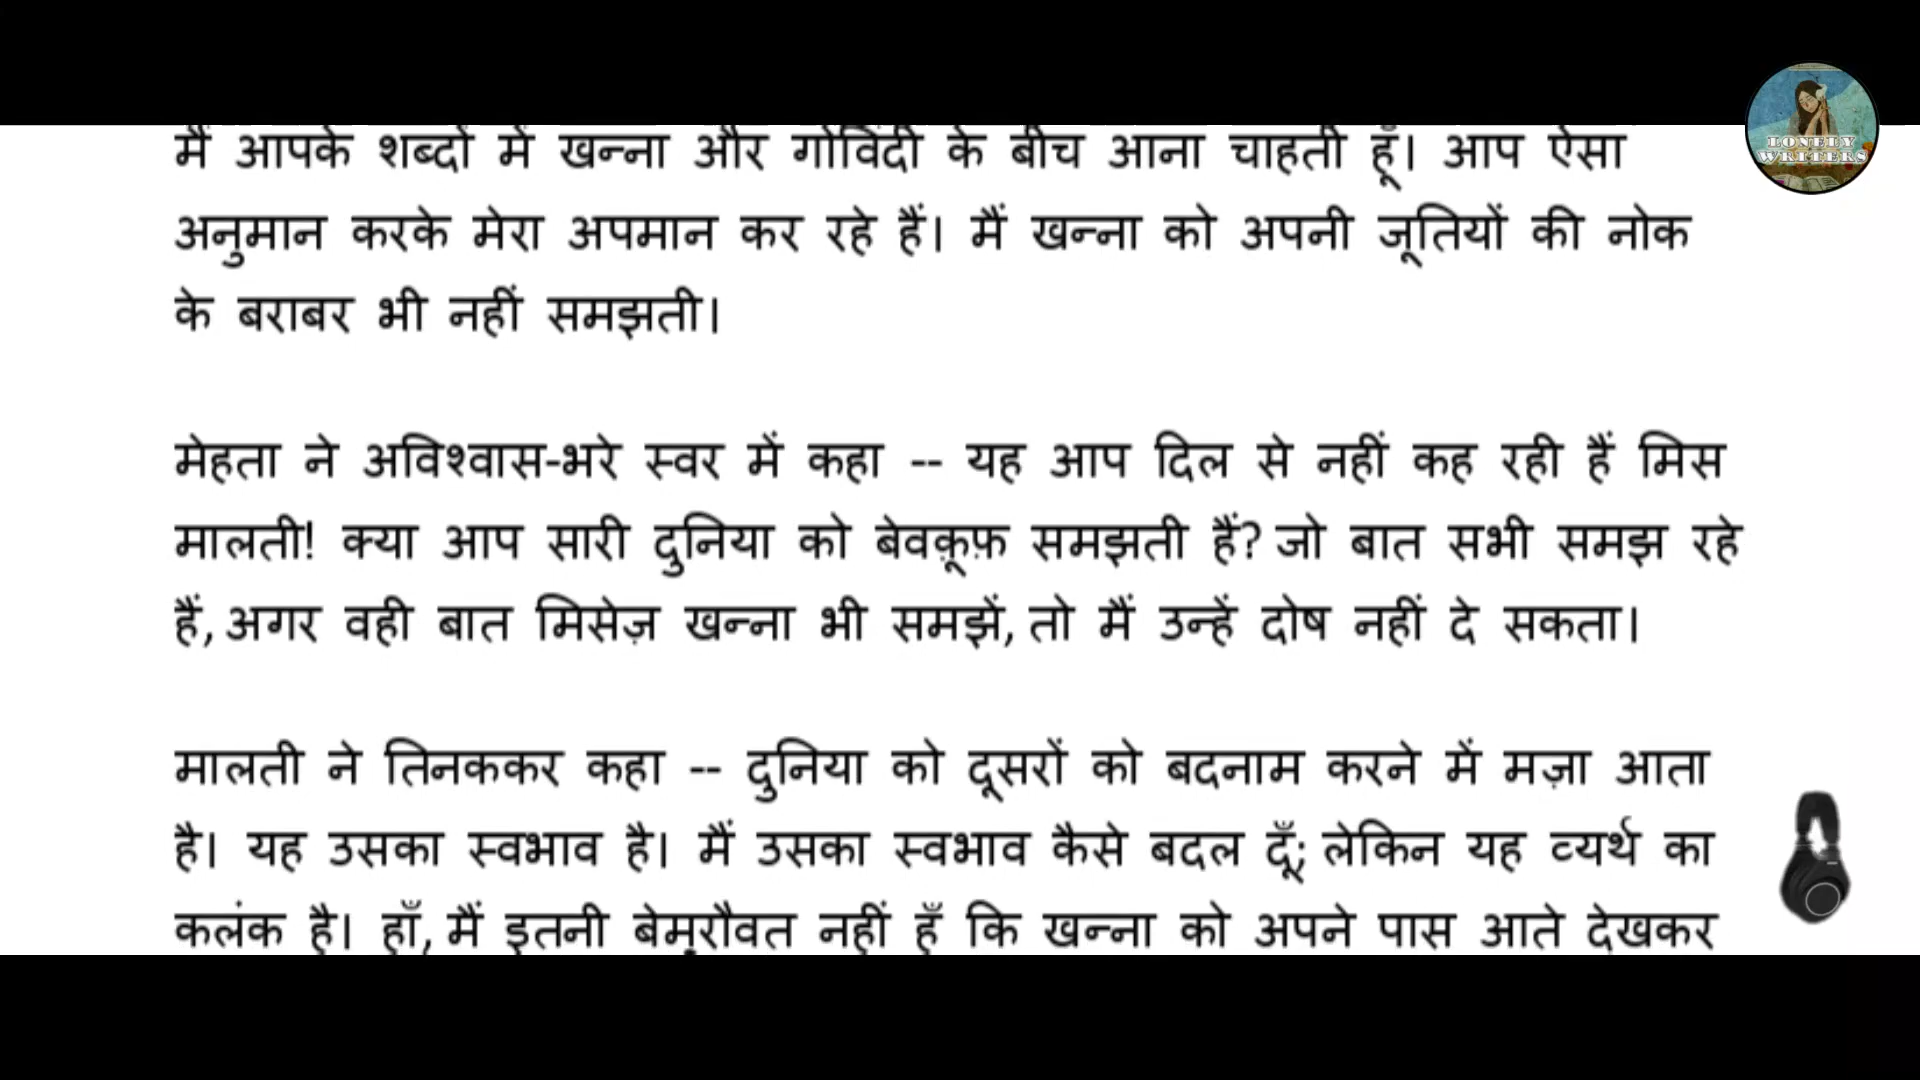 मैं आपके शब्दों में खन्ना और गोविंदी के बीच आना चाहती हूँ। आप ऐसा
अनुमान करके मेरा अपमान कर रहे हैं। मैं खन्ना को अपनी जूतियों की नोक
के बराबर भी नहीं समझती।
मेहता ने अविश्वास-भरे स्वर में कहा -- यह आप दिल से नहीं कह रही हैं मिस
मालती! क्या आप सारी दुनिया को बेवक़ूफ़ समझती हैं? जो बात सभी समझ रहे
हैं, अगर वही बात मिसेज़ खन्ना भी समझें, तो मैं उन्हें दोष नहीं दे सकता।
मालती ने तिनककर कहा -- दुनिया को दूसरों को बदनाम करने में मज़ा आता
है। यह उसका स्वभाव है। मैं उसका स्वभाव कैसे बदल दूँ; लेकिन यह व्यर्थ का
कलंक है। हाँ, मैं इतनी बेमुरौवत नहीं हूँ कि खन्ना को अपने पास आते देखकर
LONELY
WRITERS